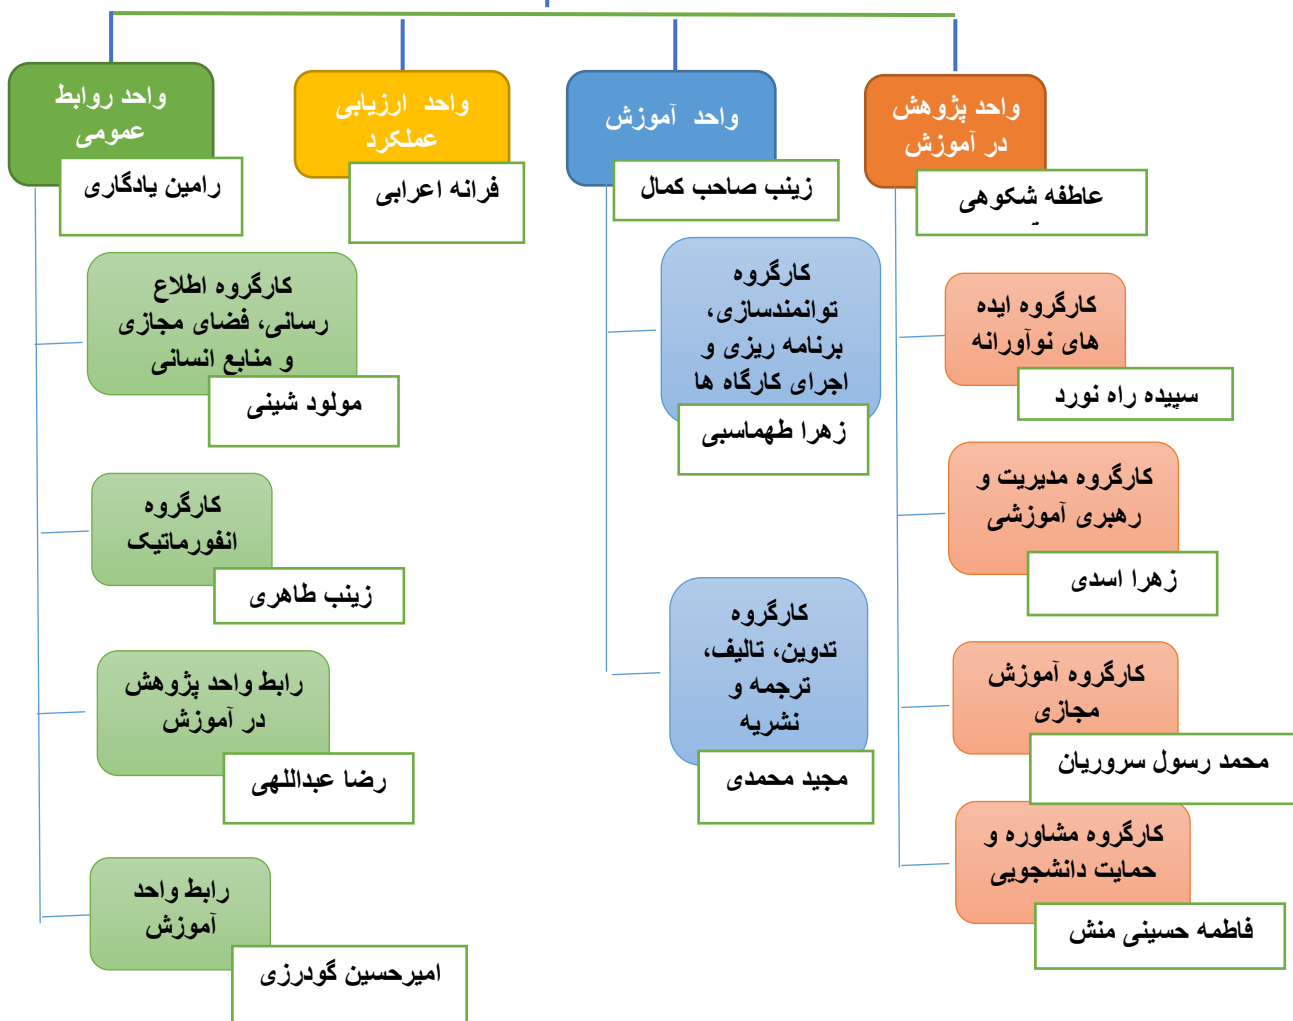 واحد پژوهش
در آموزش
عاطفه شکوهی
واحد آموزش
زینب صاحب کمال
واحد ارزیابی
عملکرد
فرانه اعرابی
واحد روابط
عمومی
رامین یادگاری
کارگروه ایده
های نوآورانه
سپیده راه نورد
کارگروه مدیریت و
رهبری آموزشی
زهرا اسدی
کارگروه آموزش
مجازی
محمد رسول سروریان
کارگروه مشاوره و
حمایت دانشجویی
فاطمه حسینی منش
کارگروه
توانمندسازی،
برنامه ریزی و
اجرای کارگاه ها
زهرا طهماسبی
کارگروه
تدوین، تالیف،
ترجمه و
نشریه
مجید محمدی
کارگروه اطلاع
رسانی، فضای مجازی
و منابع انسانی
مولود شینی
کارگروه
انفورماتیک
زینب طاهری
رابط واحد پژوهش
در آموزش
رضا عبداللهی
رابط واحد
آموزش
امیرحسین گودرزی